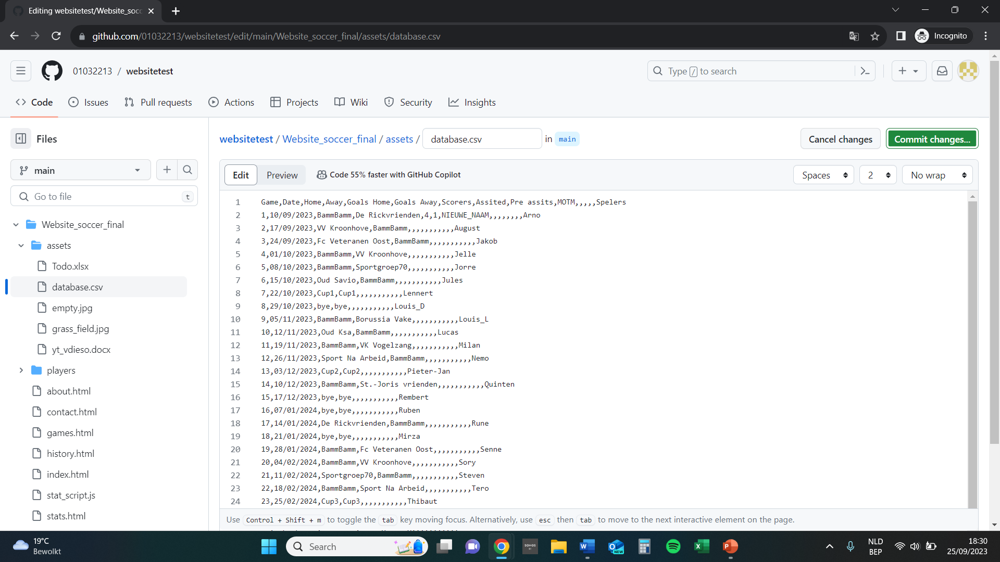 Editing websitetest/Website_socc
github.com/01032213/websitetest/edit/main/Website_soccer_final/assets/database.csv
Incognito
01032213 / websitetest
Type / to search
Code
Issues
Pull requests
Actions
Projects
Wiki
Security
Insights
Files
websitetest / Website_soccer_final / assets / database.csv in main
Cancel changes
Commit changes...
main
Edit
Preview
Code 55% faster with GitHub Copilot
Spaces
2
No wrap
Go to file
t
Website_soccer_final
assets
Todo.xlsx
database.csv
empty.jpg
grass_field.jpg
yt_vdieso.docx
players
about.html
contact.html
games.html
history.html
index.html
stat_script.js
stats.html
1 Game,Date,Home,Away,Goals Home,Goals Away,Scorers,Assited,Pre assits,MOTM,,,,,Spelers
2 1,10/09/2023,BammBamm,De Rickvrienden,4,1,NIEUWE_NAAM,,,,,,,,Arno
3 2,17/09/2023,VV Kroonhove,BammBamm,,,,,,,,,,,August
4 3,24/09/2023,Fc Veteranen Oost,BammBamm,,,,,,,,,,,Jakob
5 4,01/10/2023,BammBamm,VV Kroonhove,,,,,,,,,,,Jelle
6 5,08/10/2023,BammBamm,Sportgroep70,,,,,,,,,,,Jorre
7 6,15/10/2023,Oud Savio,BammBamm,,,,,,,,,,,Jules
8 7,22/10/2023,Cup1,Cup1,,,,,,,,,,,Lennert
9 8,29/10/2023,bye,bye,,,,,,,,,,,Louis_D
10 9,05/11/2023,BammBamm,Borussia Vake,,,,,,,,,,,Louis_L
11 10,12/11/2023,Oud Ksa,BammBamm,,,,,,,,,,,Lucas
12 11,19/11/2023,BammBamm,VK Vogelzang,,,,,,,,,,,Milan
13 12,26/11/2023,Sport Na Arbeid,BammBamm,,,,,,,,,,,Nemo
14 13,03/12/2023,Cup2,Cup2,,,,,,,,,,,Pieter-Jan
15 14,10/12/2023,BammBamm,St.-Joris vrienden,,,,,,,,,,,Quinten
16 15,17/12/2023,bye,bye,,,,,,,,,,,Rembert
17 16,07/01/2024,bye,bye,,,,,,,,,,,Ruben
18 17,14/01/2024,De Rickvrienden,BammBamm,,,,,,,,,,,Rune
19 18,21/01/2024,bye,bye,,,,,,,,,,,Mirza
20 19,28/01/2024,BammBamm,Fc Veteranen Oost,,,,,,,,,,,Senne
21 20,04/02/2024,BammBamm,VV Kroonhove,,,,,,,,,,,Sory
22 21,11/02/2024,Sportgroep70,BammBamm,,,,,,,,,,,Steven
23 22,18/02/2024,BammBamm,Sport Na Arbeid,,,,,,,,,,,Tero
24 23,25/02/2024,Cup3,Cup3,,,,,,,,,,,Thibaut
Use Control + Shift + m to toggle the tab key moving focus. Alternatively, use esc then tab to move to the next interactive element on the page.
19°C
Bewolkt
Search
SONOS
NEW
NLD
BEP
18:30
25/09/2023